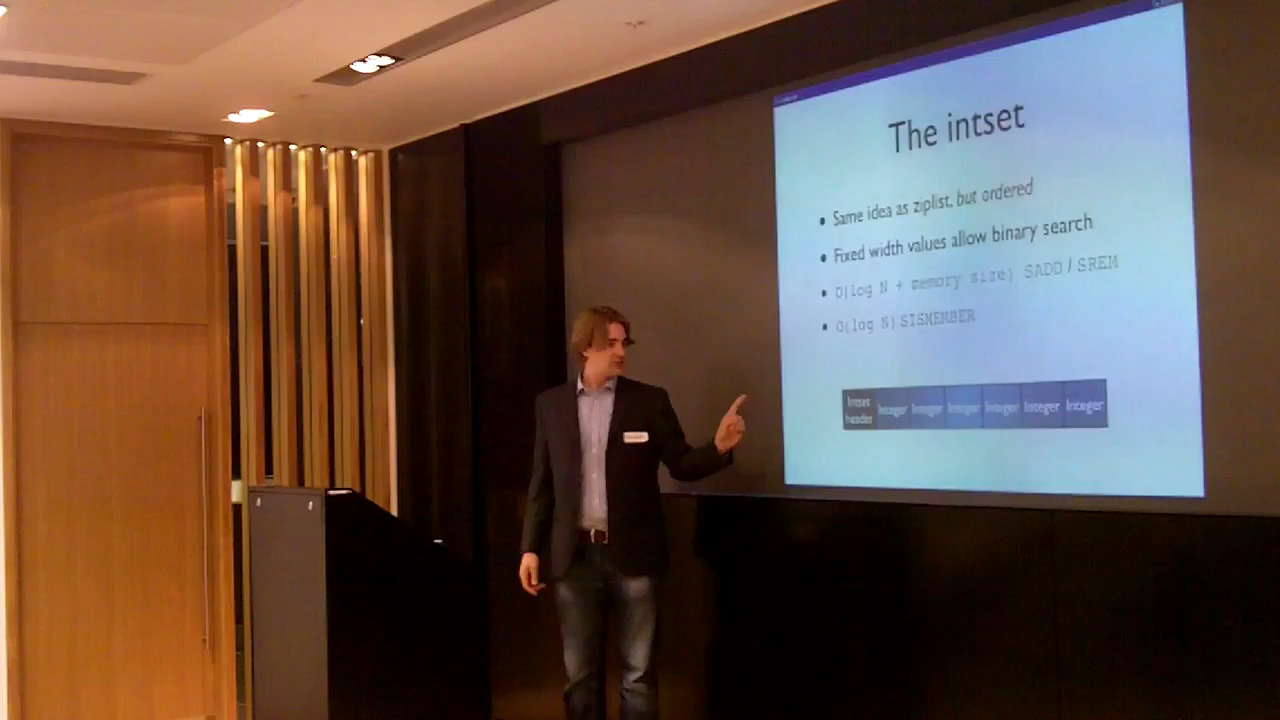 The intset
Same idea as ziplist, but ordered
Fixed width values allow binary search
O(log N + memory size) SADD / SREM
O(log N) SISMEMBER
Intset header Integer Integer Integer Integer Integer Integer